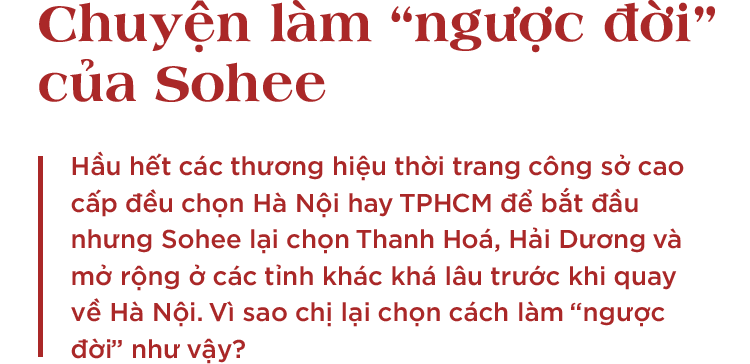 Chuyện làm “ngược đời”
của Sohee
Hầu hết các thương hiệu thời trang công sở cao
cấp đều chọn Hà Nội hay TPHCM để bắt đầu
nhưng Sohee lại chọn Thanh Hoá, Hải Dương và
mở rộng ở các tỉnh khác khá lâu trước khi quay
về Hà Nội. Vì sao chị lại chọn cách làm “ngược
đời” như vậy?